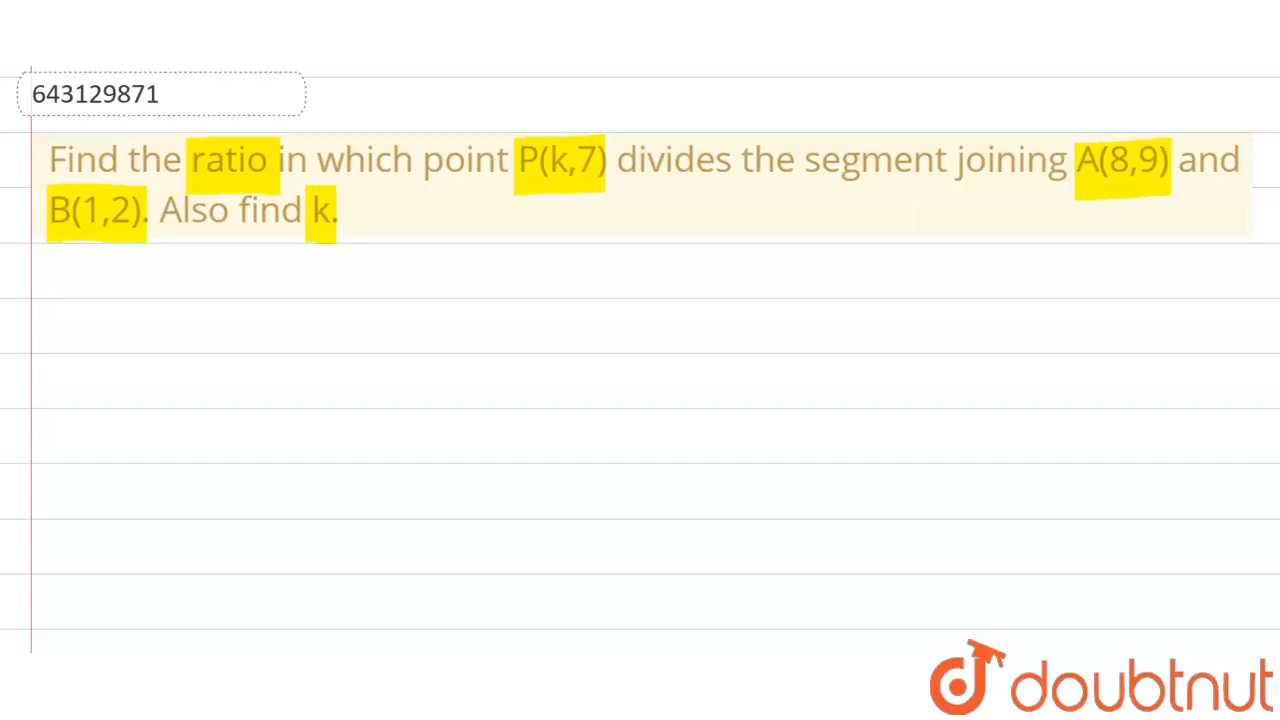 643129871
Find the ratio in which point P(k,7) divides the segment joining A(8,9) and
B(1,2). Also find k.
doubtnut